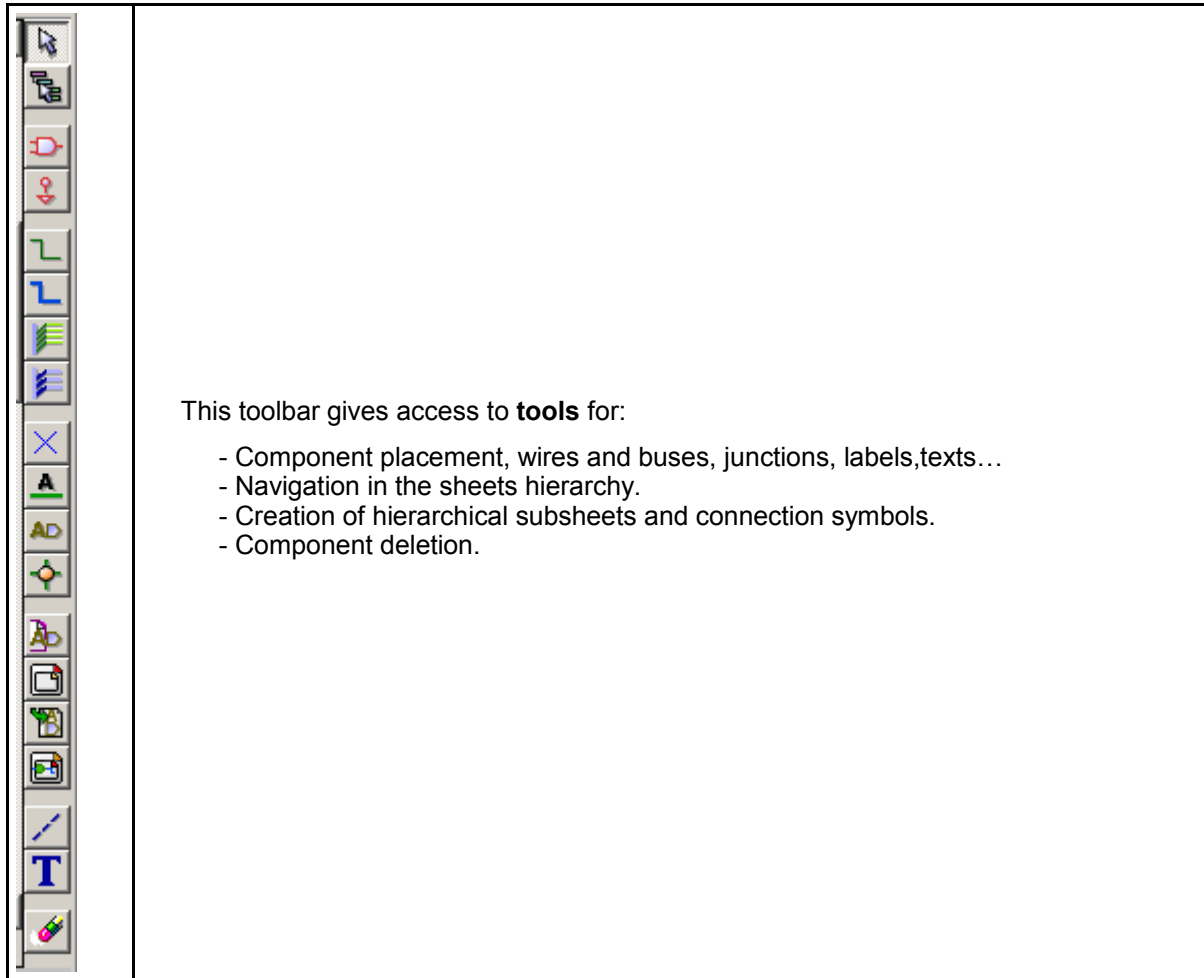 A
AD
A
T
This toolbar gives access to tools for:
- Component placement, wires and buses, junctions, labels,texts…
- Navigation in the sheets hierarchy.
- Creation of hierarchical subsheets and connection symbols.
- Component deletion.